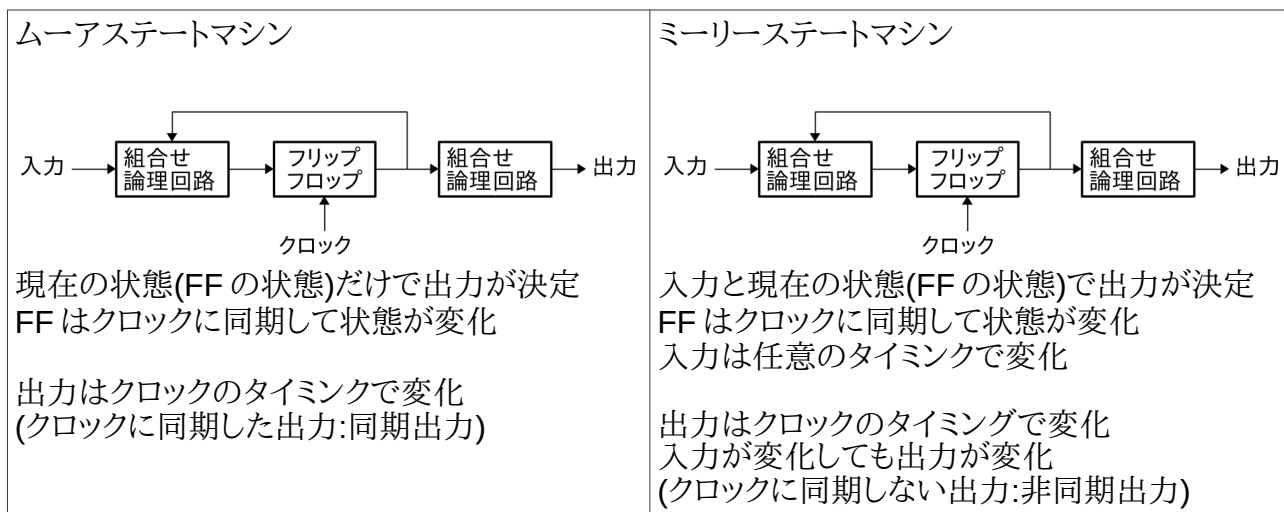 ムーアステートマシン
入力
組合せ
論理回路
フリップ
フロップ
組合せ
論理回路
出力
クロック
現在の状態(FF の状態)だけで出力が決定
FF はクロックに同期して状態が変化
出力はクロックのタイミンクで変化
(クロックに同期した出力:同期出力)
ミーリーステートマシン
入力
組合せ
論理回路
フリップ
フロップ
組合せ
論理回路
出力
クロック
入力と現在の状態(FF の状態)で出力が決定
FF はクロックに同期して状態が変化
入力は任意のタイミンクで変化
出力はクロックのタイミングで変化
入力が変化しても出力が変化
(クロックに同期しない出力:非同期出力)